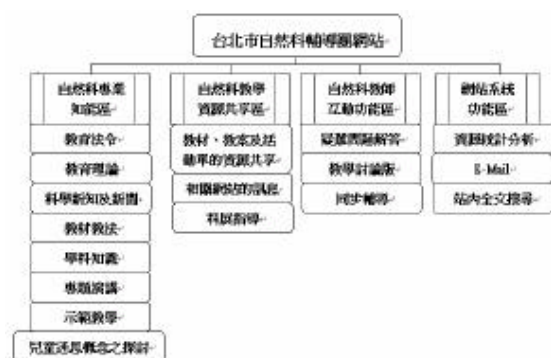 台北市自然科輔導團網站
自然科專業
知能區
教育法令
教育理論
科學新知及新聞
教材教法
學科知識
專題演講
示範教學
兒童迷思概念之探討
自然科教學
資源共享區
教材、教案及活
動單的資源共享
相關網站的訊息
科展指導
自然科教師
互動功能區
疑難問題解答
教學討論版
同步輔導
網站系統
功能區
資源統計分析
E-Mail
站內全文搜尋